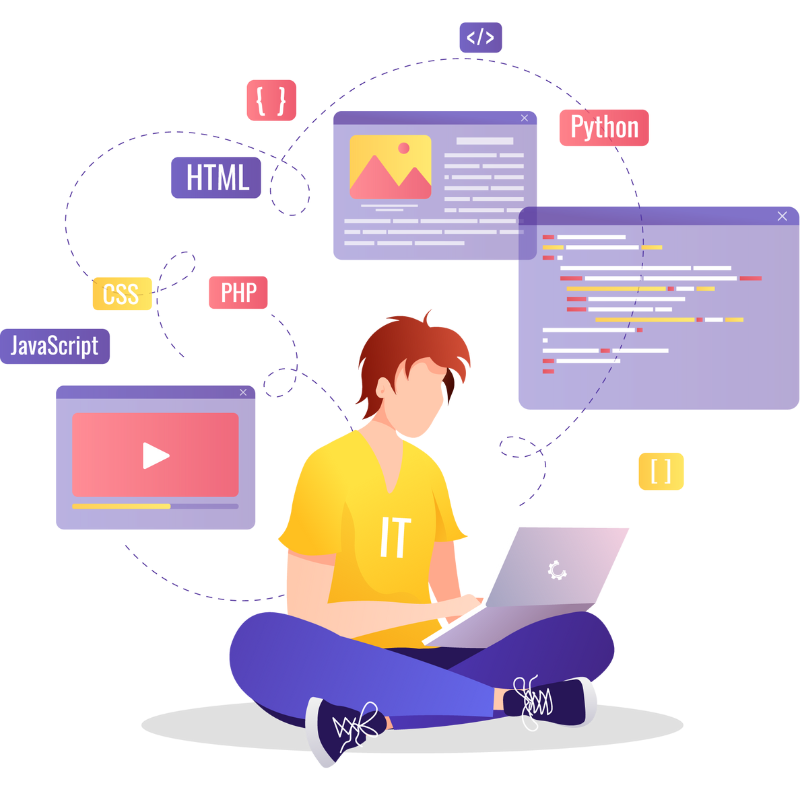 </>
{ }
Python
HTML
CSS
PHP
JavaScript
[ ]
IT